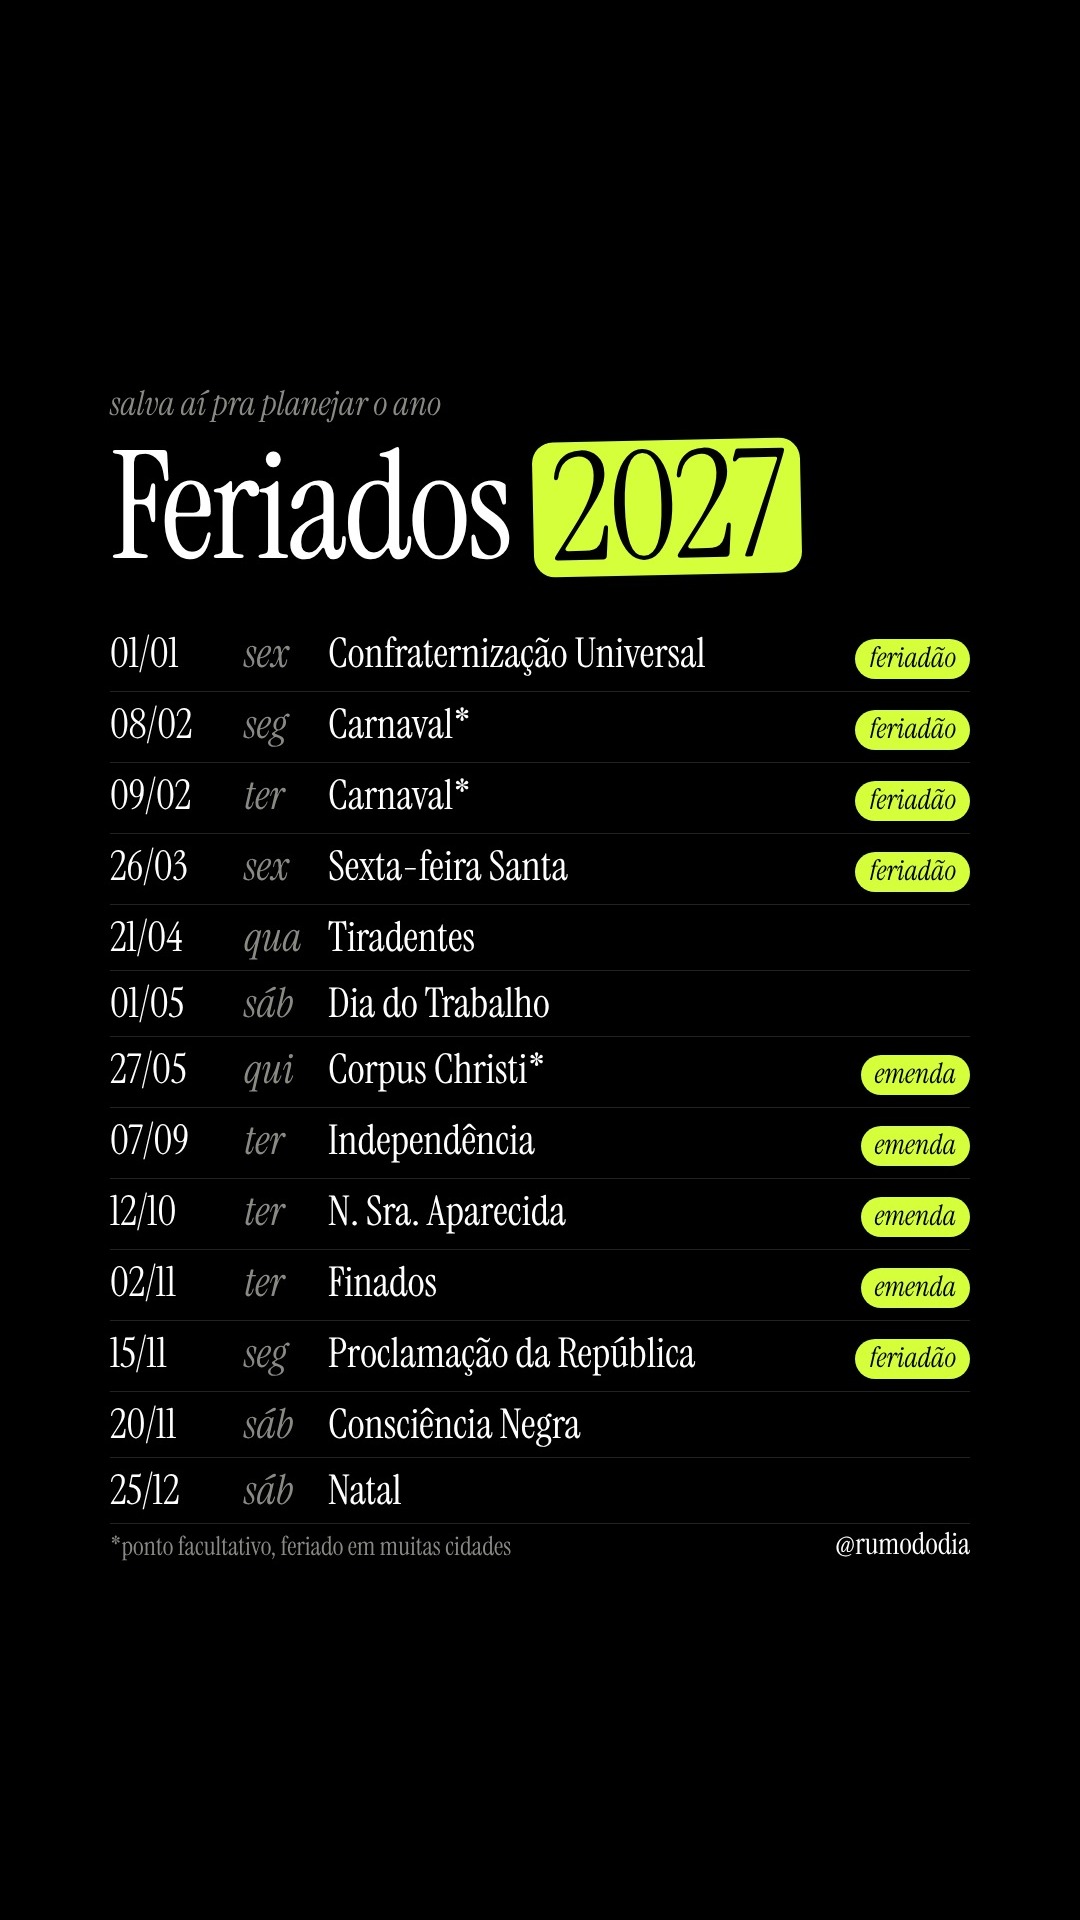 salva aí pra planejar o ano
Feriados 2027
01/01 sex Confraternização Universal feriadão
08/02 seg Carnaval* feriadão
09/02 ter Carnaval* feriadão
26/03 sex Sexta-feira Santa feriadão
21/04 qua Tiradentes
01/05 sáb Dia do Trabalho
27/05 qui Corpus Christi* emenda
07/09 ter Independência emenda
12/10 ter N. Sra. Aparecida emenda
02/11 ter Finados emenda
15/11 seg Proclamação da República feriadão
20/11 sáb Consciência Negra
25/12 sáb Natal
*ponto facultativo, feriado em muitas cidades @rumododia